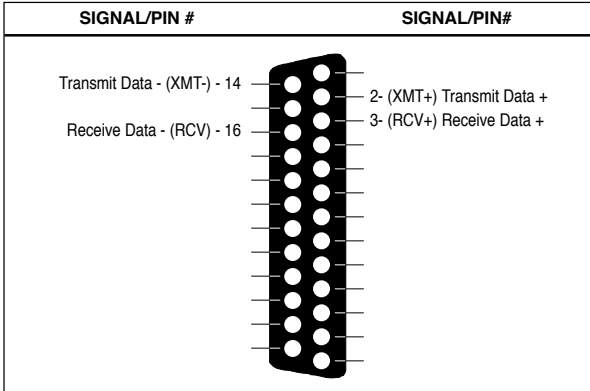 SIGNAL/PIN # SIGNAL/PIN#
Transmit Data - (XMT-) - 14
2- (XMT+) Transmit Data +
3- (RCV+) Receive Data +
Receive Data - (RCV) - 16